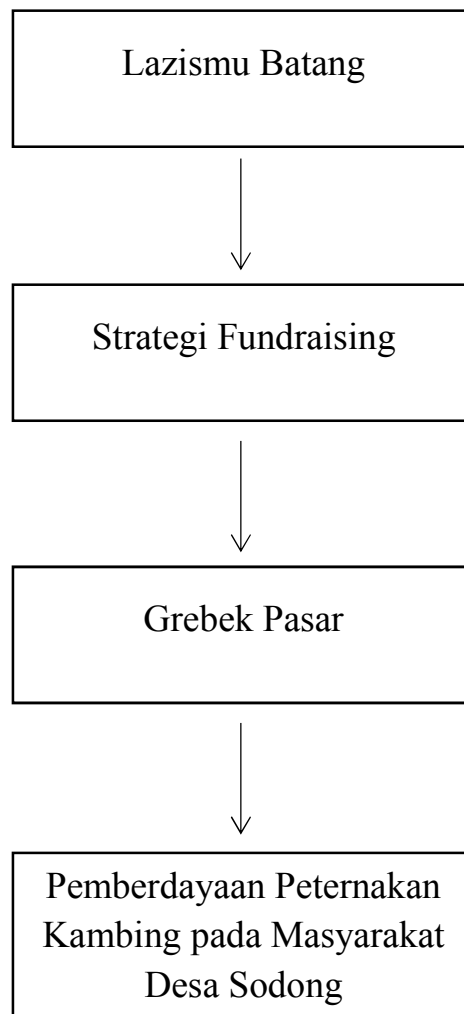 Lazismu Batang
Strategi Fundraising
Grebek Pasar
Pemberdayaan Peternakan
Kambing pada Masyarakat
Desa Sodong